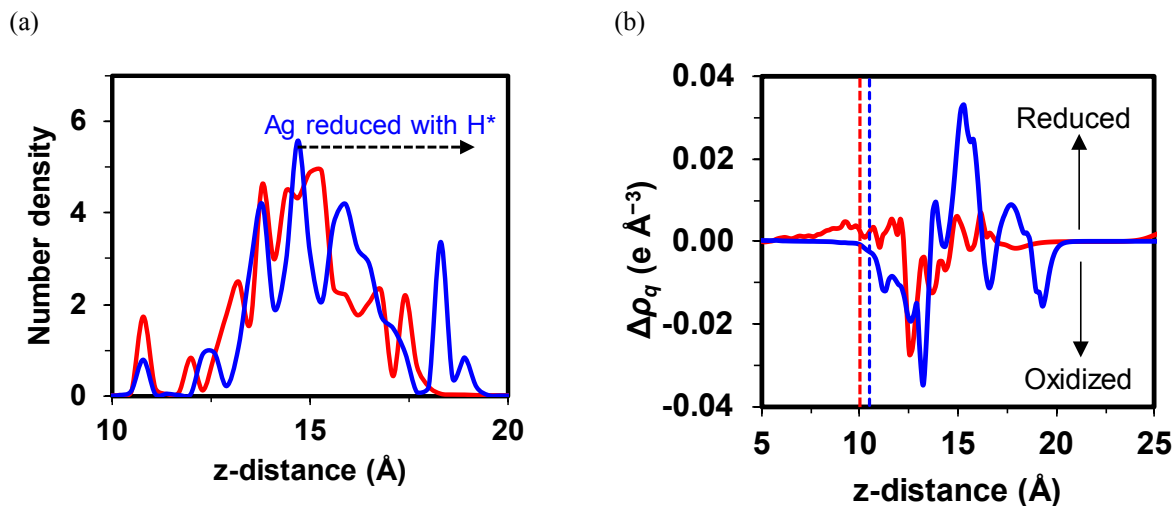 (a)
Number density
6
4
2
0
Ag reduced with H*
10
15
20
z-distance (Å)
(b)
Δρq (e Å⁻³)
0.04
0.02
0.00
-0.02
-0.04
Reduced
Oxidized
5
10
15
20
25
z-distance (Å)